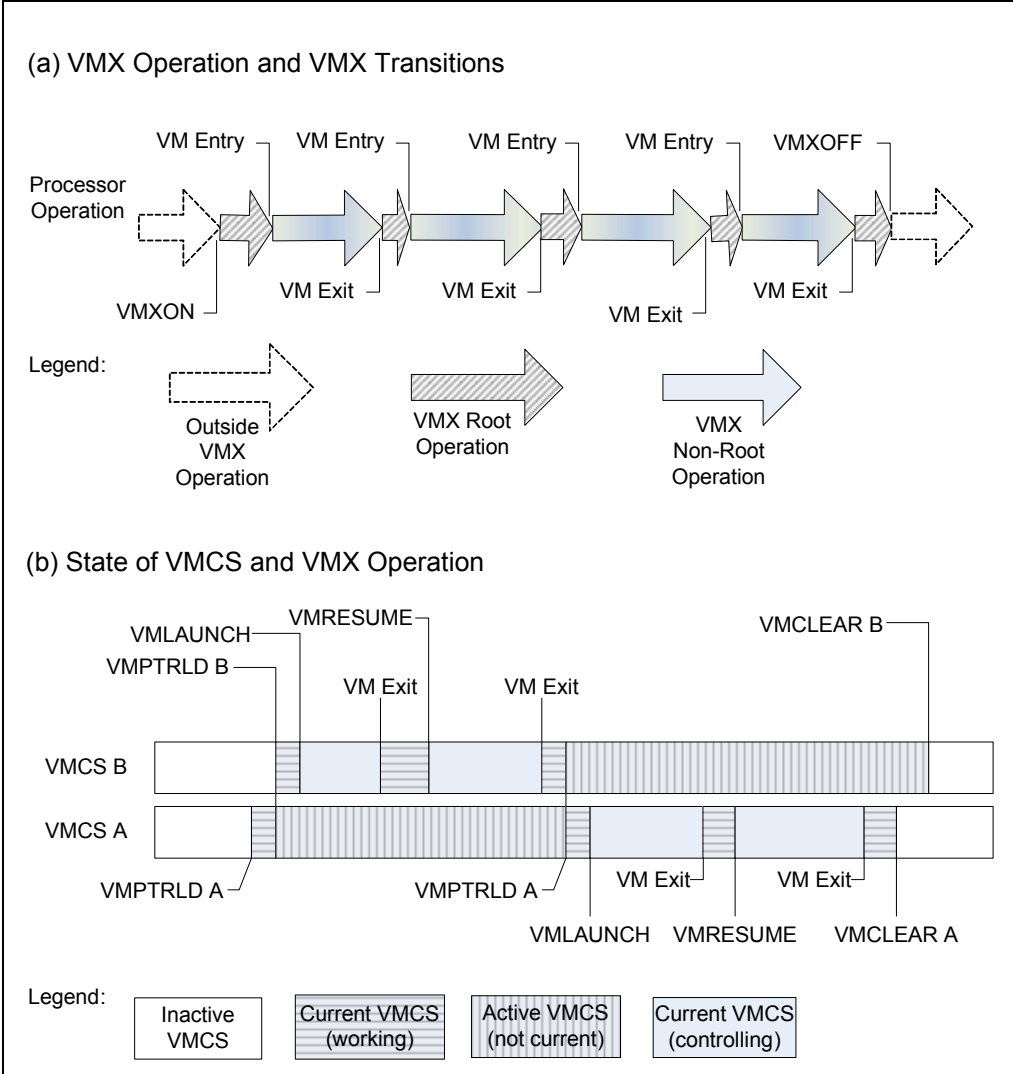 (a) VMX Operation and VMX Transitions
VM Entry
VM Entry
VM Entry
VM Entry
VMXOFF
Processor
Operation
VMXON
VM Exit
VM Exit
VM Exit
VM Exit
Legend:
Outside
VMX
Operation
VMX Root
Operation
VMX
Non-Root
Operation
(b) State of VMCS and VMX Operation
VMLAUNCH
VMRESUME
VMCLEAR B
VMPTRLD B
VM Exit
VM Exit
VMCS B
VMCS A
VMPTRLD A
VMPTRLD A
VM Exit
VM Exit
VMLAUNCH
VMRESUME
VMCLEAR A
Legend:
Inactive
VMCS
Current VMCS
(working)
Active VMCS
(not current)
Current VMCS
(controlling)